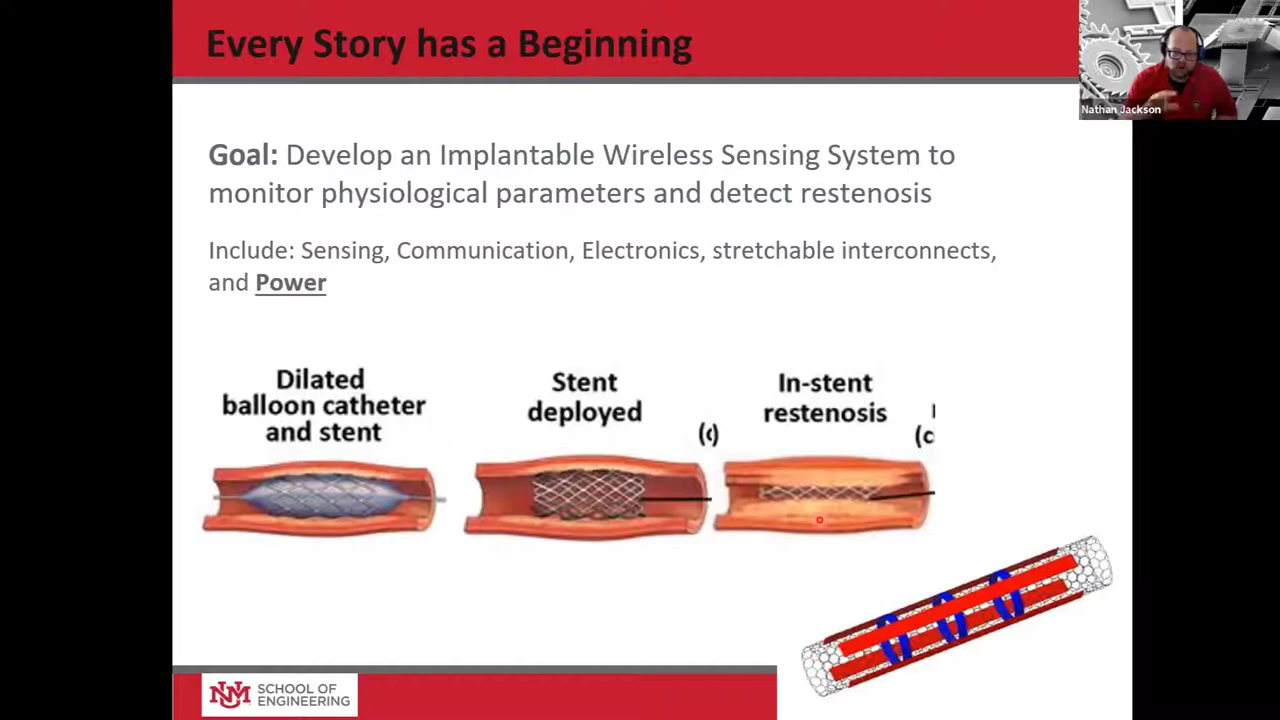 Every Story has a Beginning
Nathan Jackson
Goal: Develop an Implantable Wireless Sensing System to
monitor physiological parameters and detect restenosis
Include: Sensing, Communication, Electronics, stretchable interconnects,
and Power
Dilated
balloon catheter
and stent
Stent
deployed
In-stent
restenosis
(c
UNM
SCHOOL OF
ENGINEERING